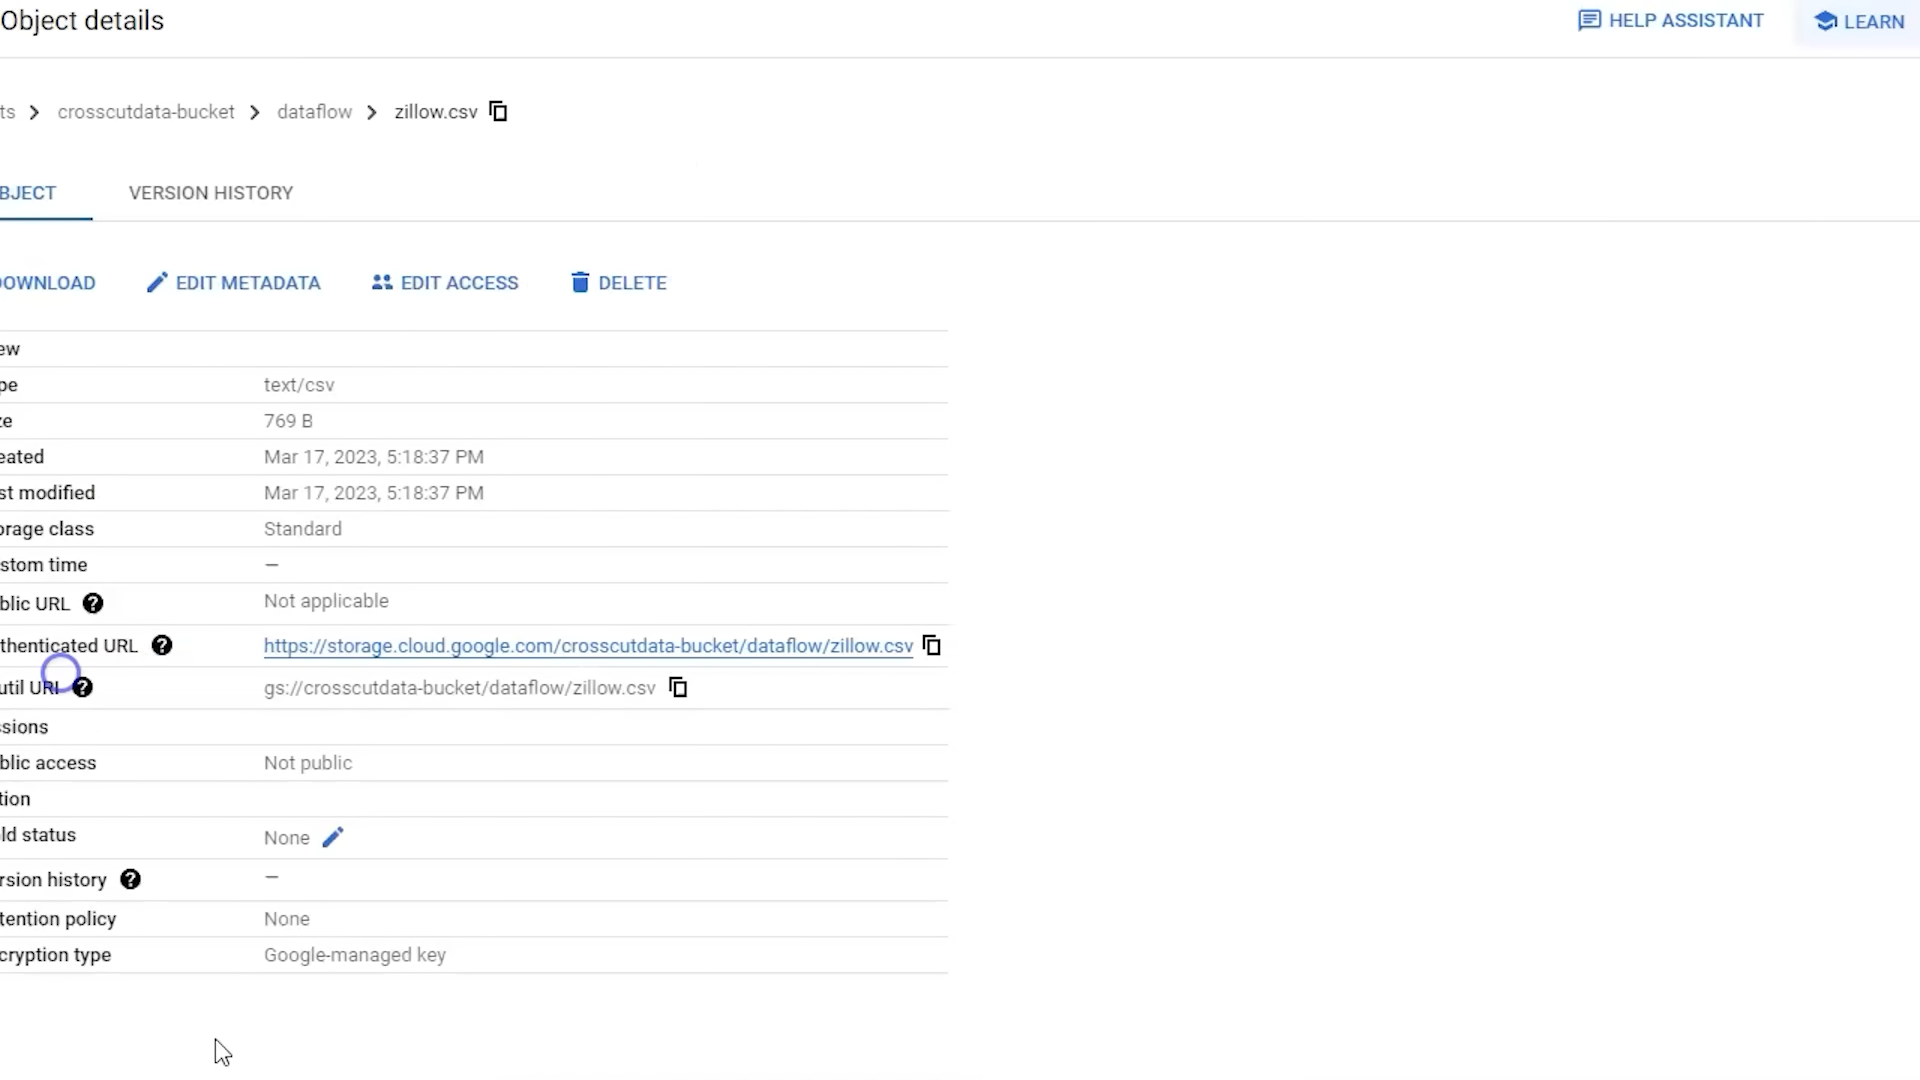 Object details
HELP ASSISTANT
LEARN
ts > crosscutdata-bucket > dataflow > zillow.csv
BJECT
VERSION HISTORY
OWNLOAD
EDIT METADATA
EDIT ACCESS
DELETE
ew
pe text/csv
ze 769 B
eated Mar 17, 2023, 5:18:37 PM
st modified Mar 17, 2023, 5:18:37 PM
orage class Standard
stom time —
blic URL Not applicable
thenticated URL https://storage.cloud.google.com/crosscutdata-bucket/dataflow/zillow.csv
util URI gs://crosscutdata-bucket/dataflow/zillow.csv
ssions
blic access Not public
tion
ld status None
rsion history —
tention policy None
cryption type Google-managed key